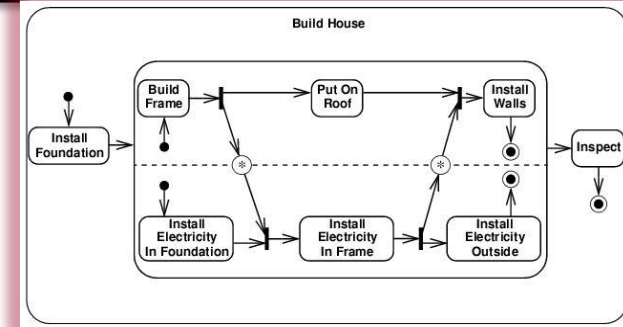 Build House
Build
Frame
Put On
Roof
Install
Walls
Install
Foundation
*
*
Inspect
Install
Electricity
In Foundation
Install
Electricity
In Frame
Install
Electricity
Outside